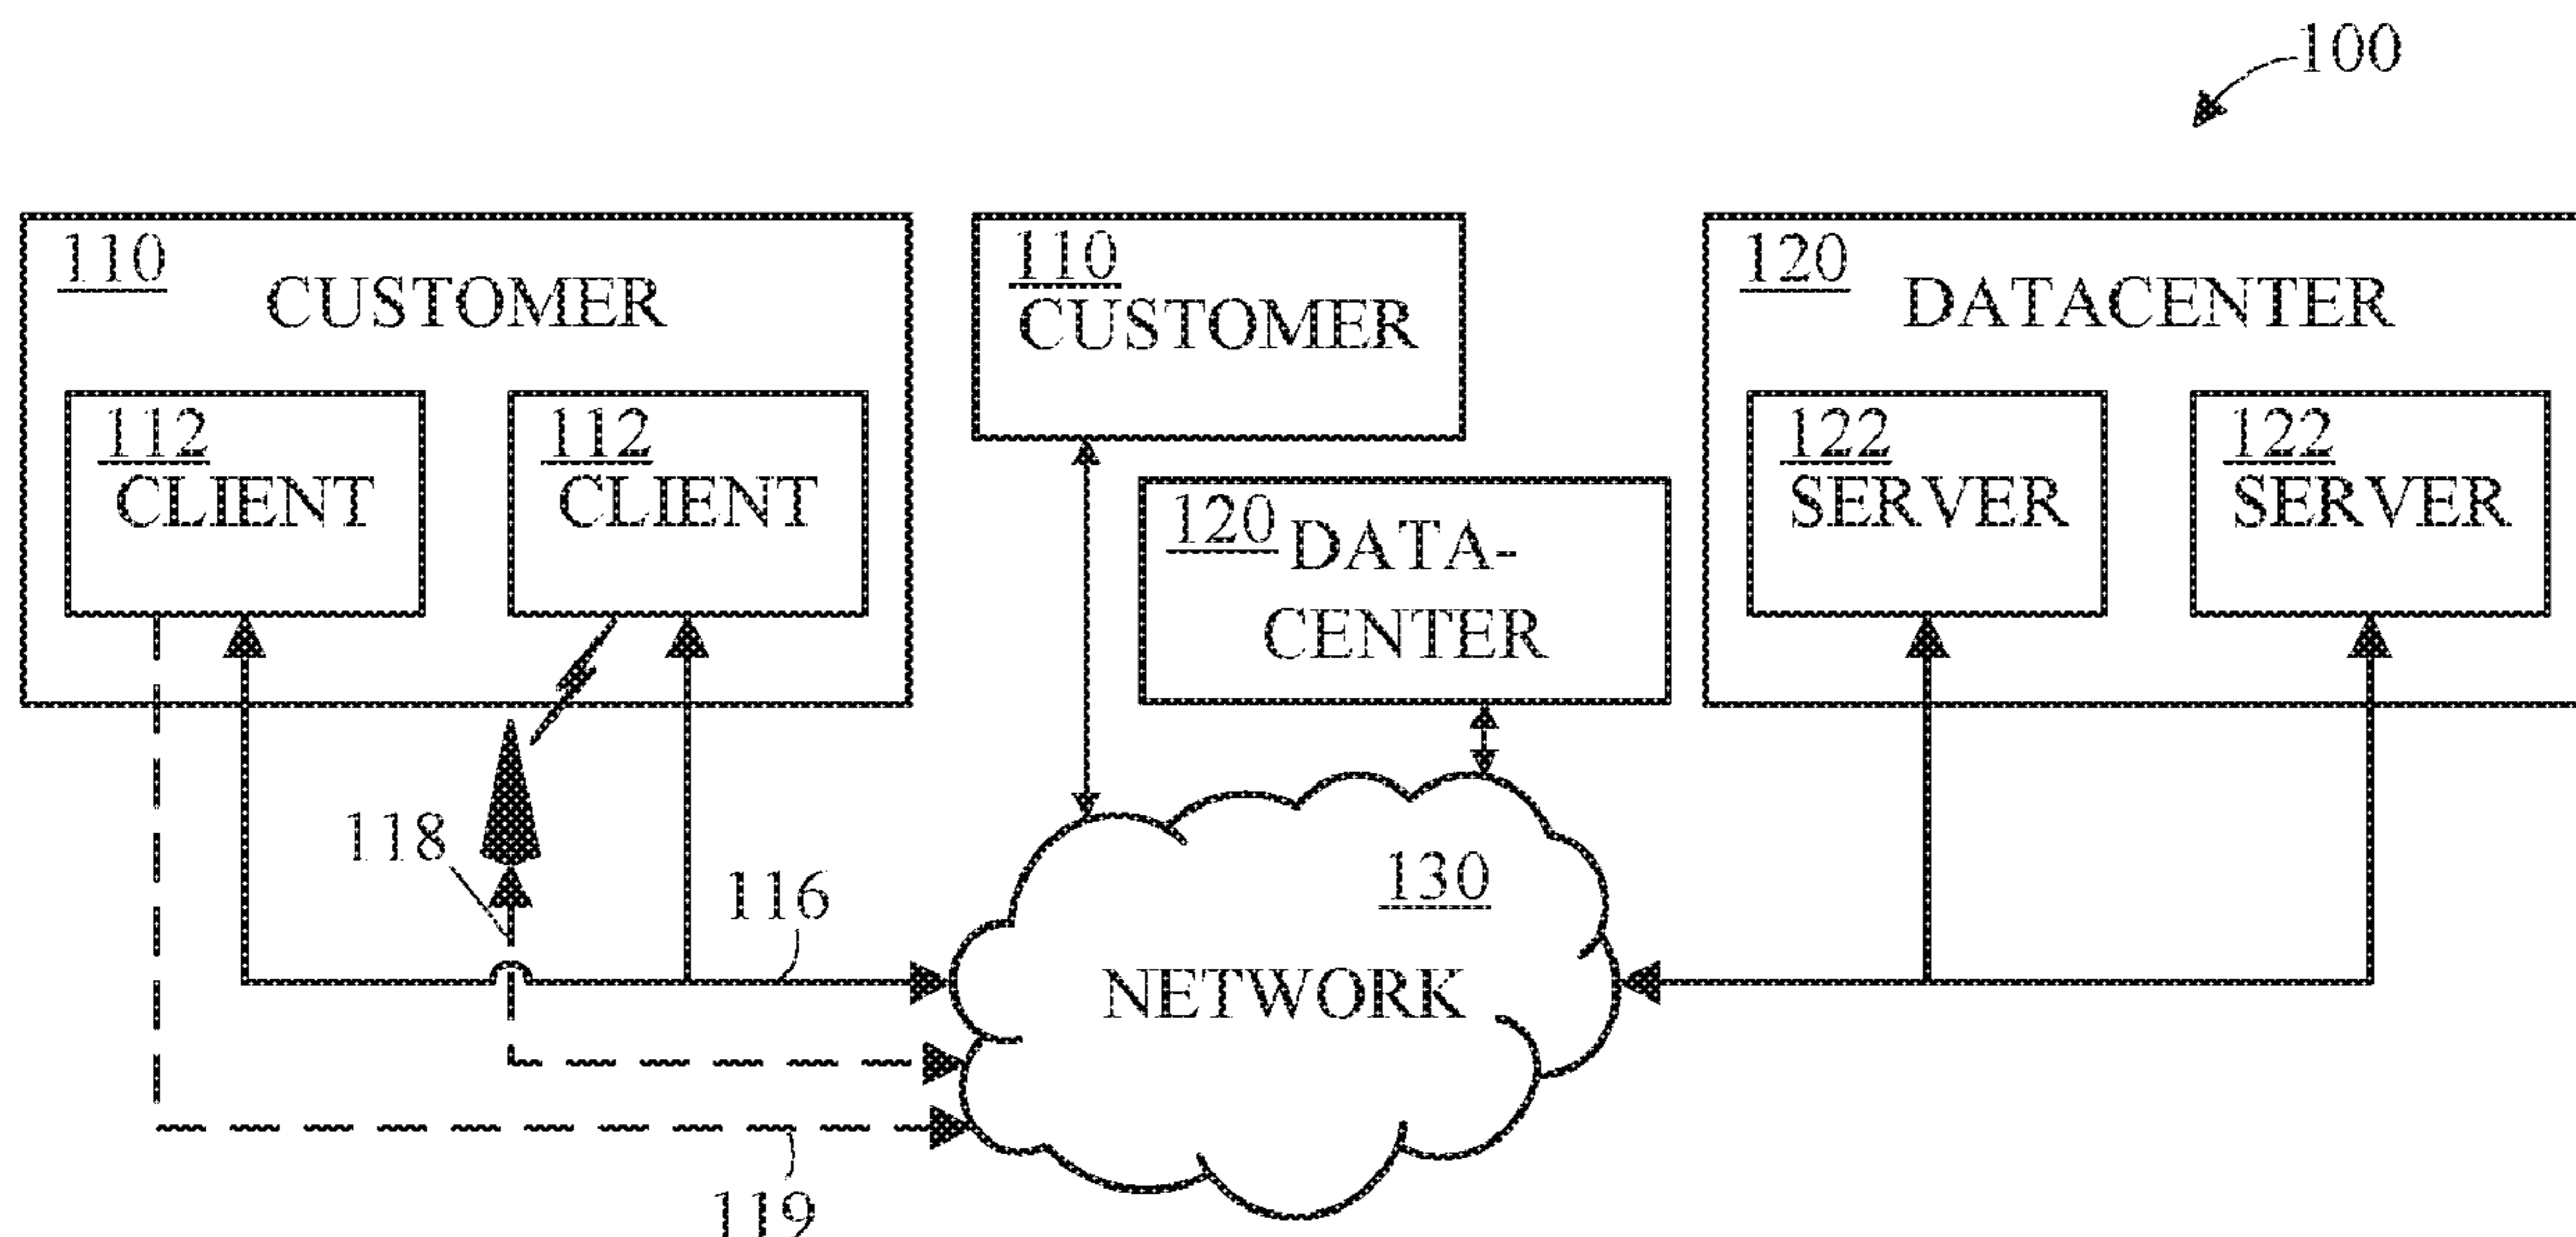 100
110
CUSTOMER
112
CLIENT
112
CLIENT
110
CUSTOMER
120 DATA-
CENTER
120
DATACENTER
122
SERVER
122
SERVER
118
116
130
NETWORK
119